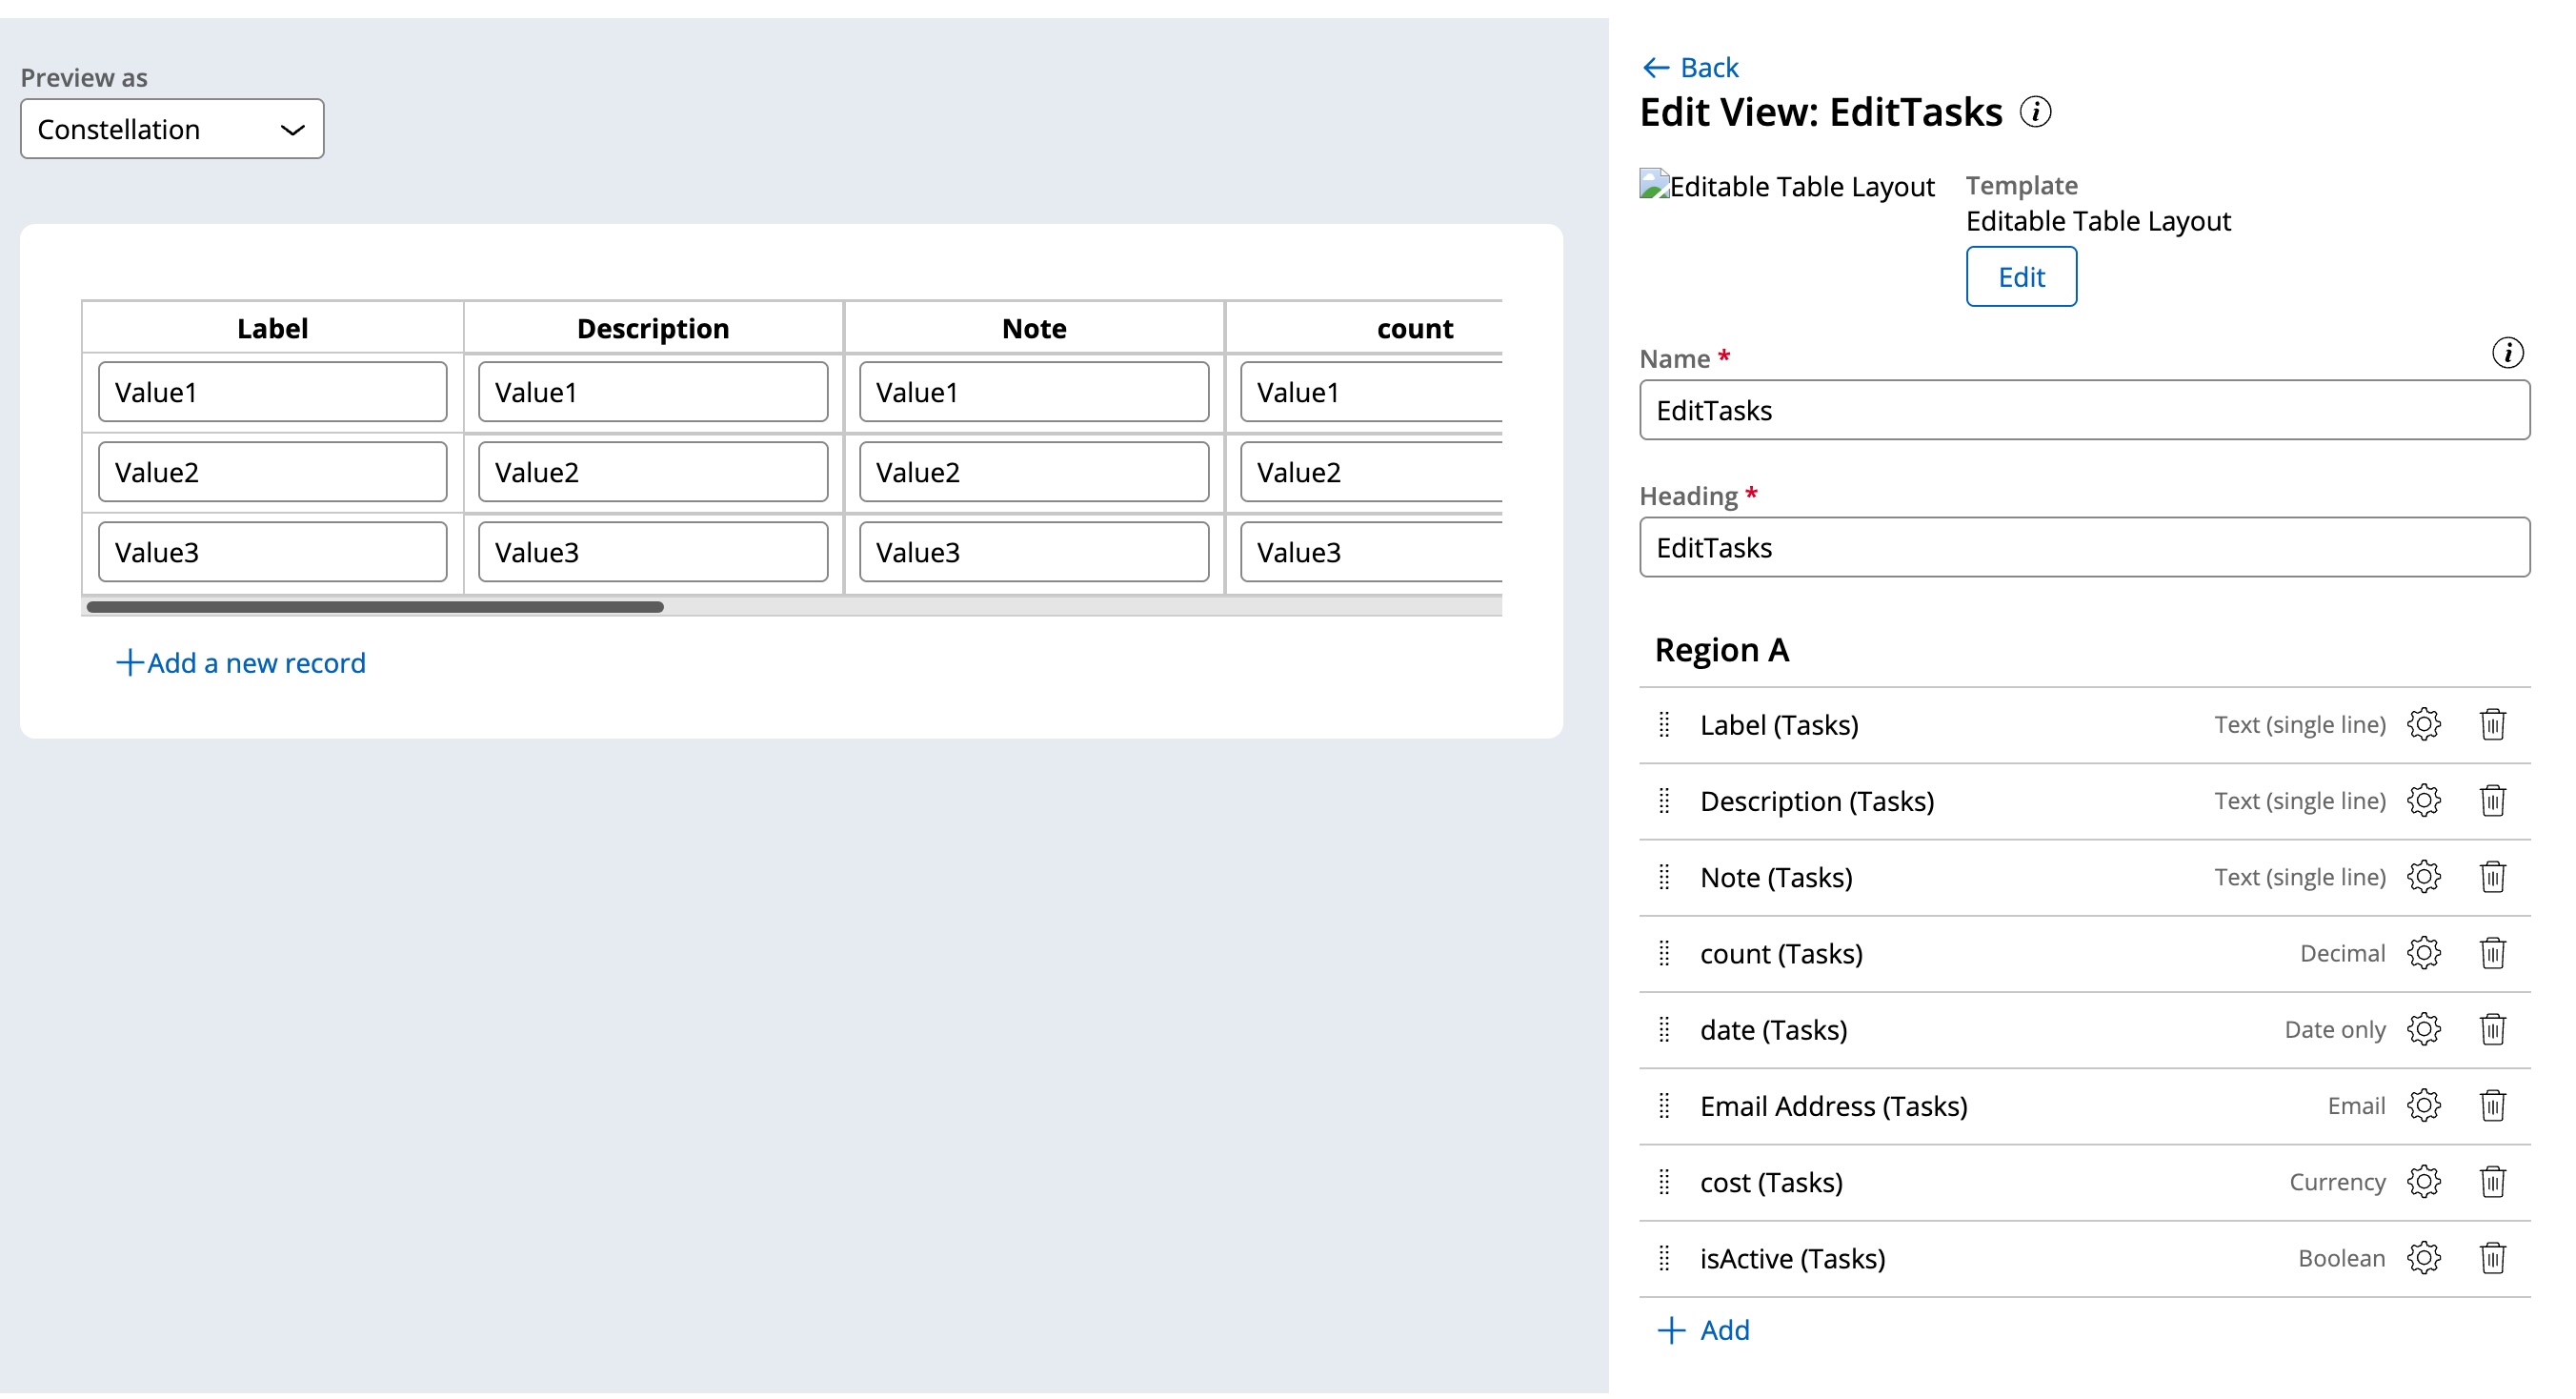 Preview as
Constellation
Label Description Note count
Value1 Value1 Value1 Value1
Value2 Value2 Value2 Value2
Value3 Value3 Value3 Value3
Add a new record
Back
Edit View: EditTasks
Editable Table Layout
Template
Editable Table Layout
Edit
Name *
EditTasks
Heading *
EditTasks
Region A
Label (Tasks) Text (single line)
Description (Tasks) Text (single line)
Note (Tasks) Text (single line)
count (Tasks) Decimal
date (Tasks) Date only
Email Address (Tasks) Email
cost (Tasks) Currency
isActive (Tasks) Boolean
Add